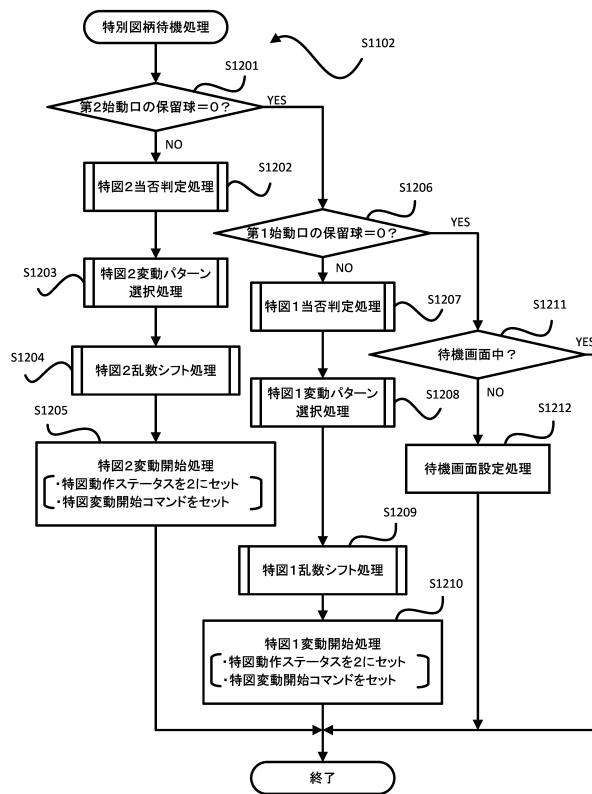 特別図柄待機処理
S1102
S1201
第2始動口の保留球＝0？
YES
NO
特図2当否判定処理
S1202
S1206
第1始動口の保留球＝0？
YES
NO
S1203
特図2変動パターン
選択処理
特図1当否判定処理
S1207
S1211
待機画面中？
YES
NO
S1204
特図2乱数シフト処理
特図1変動パターン
選択処理
S1208
S1205
特図2変動開始処理
・特図動作ステータスを2にセット
・特図変動開始コマンドをセット
S1212
待機画面設定処理
S1209
特図1乱数シフト処理
S1210
特図1変動開始処理
・特図動作ステータスを2にセット
・特図変動開始コマンドをセット
終了